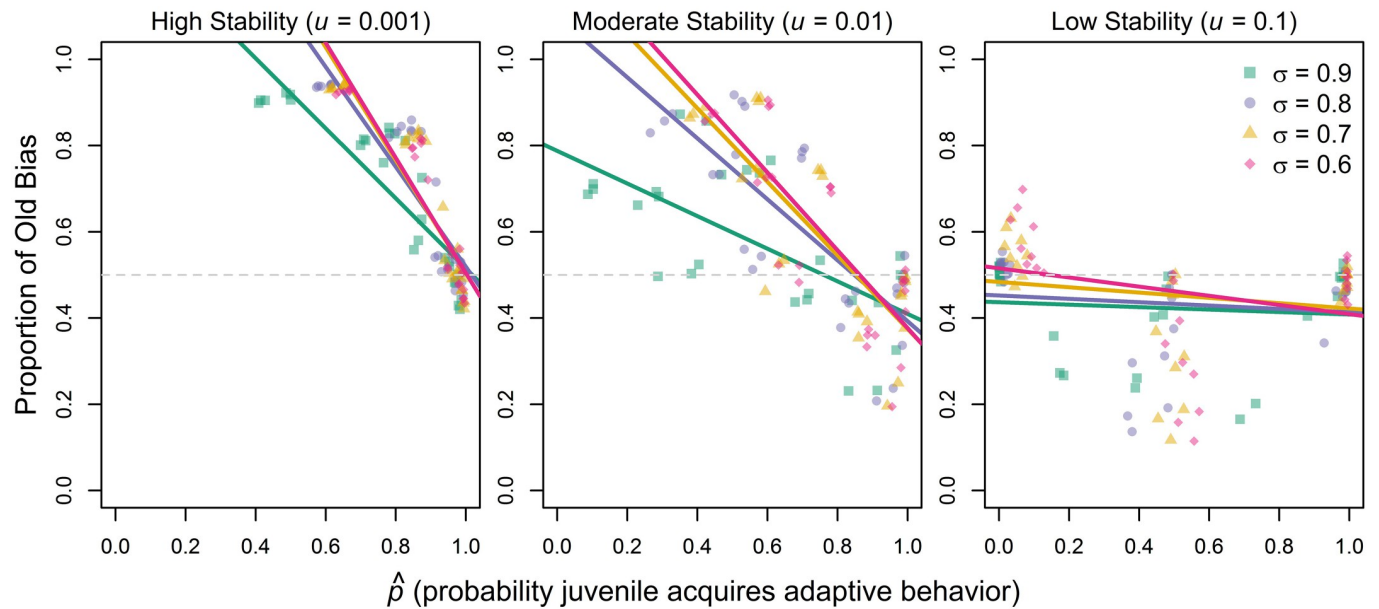 High Stability (u = 0.001)
Moderate Stability (u = 0.01)
Low Stability (u = 0.1)
Proportion of Old Bias
0.0 0.2 0.4 0.6 0.8 1.0
0.0 0.2 0.4 0.6 0.8 1.0
0.0 0.2 0.4 0.6 0.8 1.0
σ = 0.9
σ = 0.8
σ = 0.7
σ = 0.6
0.0 0.2 0.4 0.6 0.8 1.0
0.0 0.2 0.4 0.6 0.8 1.0
0.0 0.2 0.4 0.6 0.8 1.0
p̂ (probability juvenile acquires adaptive behavior)